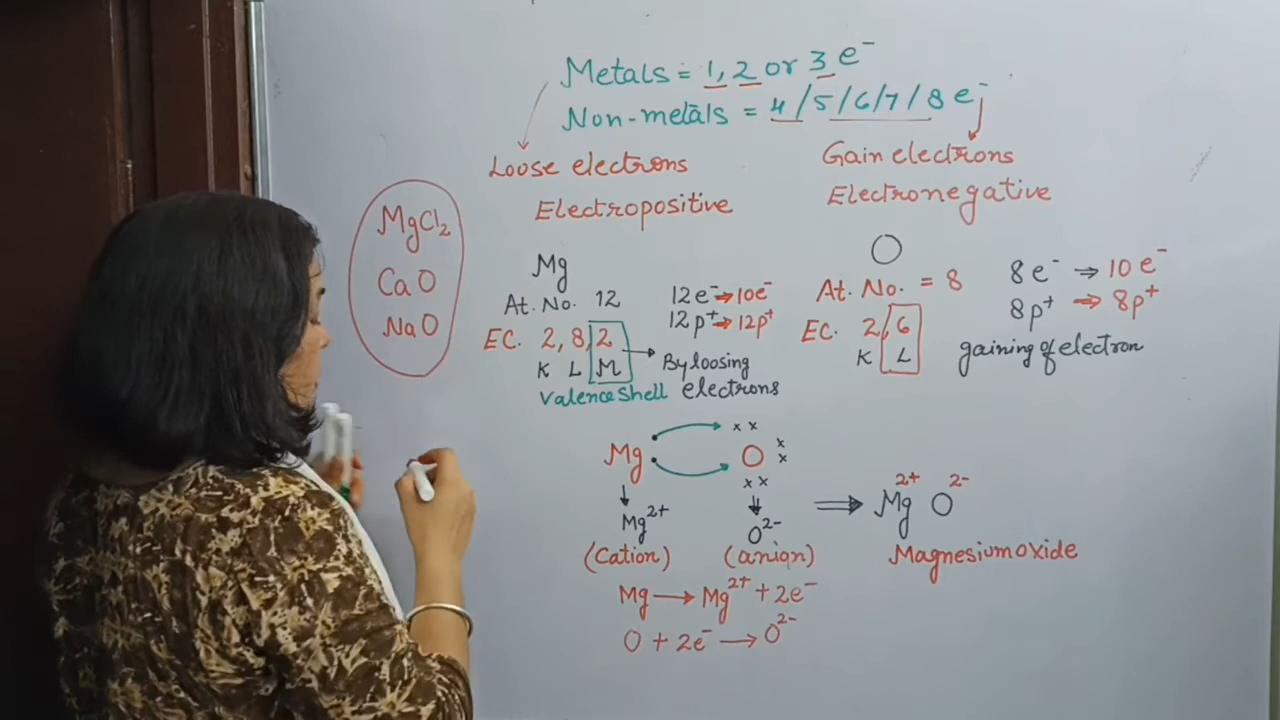 Metals = 1, 2 or 3 e⁻
Non-metals = 4/5/6/7/8 e⁻
Loose electrons
Electropositive
Gain electrons
Electronegative
MgCl₂
CaO
NaO
Mg
At. No. 12
EC. 2, 8, 2
K L M
Valence Shell
12e⁻→10e⁻
12p⁺→12p⁺
By loosing
electrons
O
At. No. = 8
EC. 2, 6
K L
8e⁻ → 10e⁻
8p⁺ → 8p⁺
gaining of electron
Mg •• → xx O xx xx
↓ Mg²⁺
(Cation)
↓ O²⁻
(anion)
⇒ Mg²⁺ O²⁻
Magnesium oxide
Mg → Mg²⁺ + 2e⁻
O + 2e⁻ → O²⁻